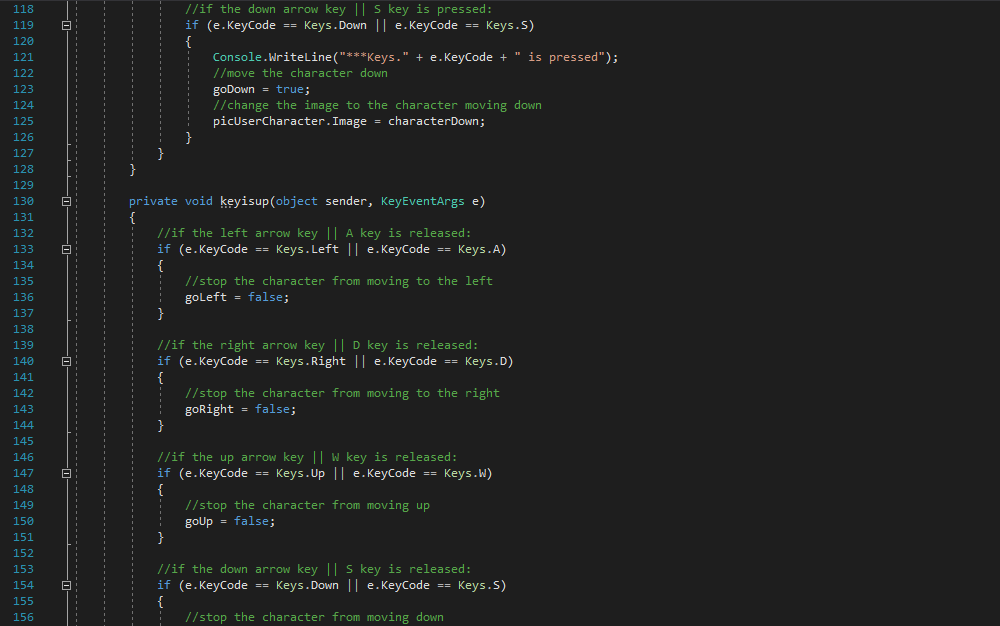 118 //if the down arrow key || S key is pressed:
119 if (e.KeyCode == Keys.Down || e.KeyCode == Keys.S)
120 {
121 Console.WriteLine("***Keys." + e.KeyCode + " is pressed");
122 //move the character down
123 goDown = true;
124 //change the image to the character moving down
125 picUserCharacter.Image = characterDown;
126 }
127 }
128 }
129
130 private void keyisup(object sender, KeyEventArgs e)
131 {
132 //if the left arrow key || A key is released:
133 if (e.KeyCode == Keys.Left || e.KeyCode == Keys.A)
134 {
135 //stop the character from moving to the left
136 goLeft = false;
137 }
138
139 //if the right arrow key || D key is released:
140 if (e.KeyCode == Keys.Right || e.KeyCode == Keys.D)
141 {
142 //stop the character from moving to the right
143 goRight = false;
144 }
145
146 //if the up arrow key || W key is released:
147 if (e.KeyCode == Keys.Up || e.KeyCode == Keys.W)
148 {
149 //stop the character from moving up
150 goUp = false;
151 }
152
153 //if the down arrow key || S key is released:
154 if (e.KeyCode == Keys.Down || e.KeyCode == Keys.S)
155 {
156 //stop the character from moving down